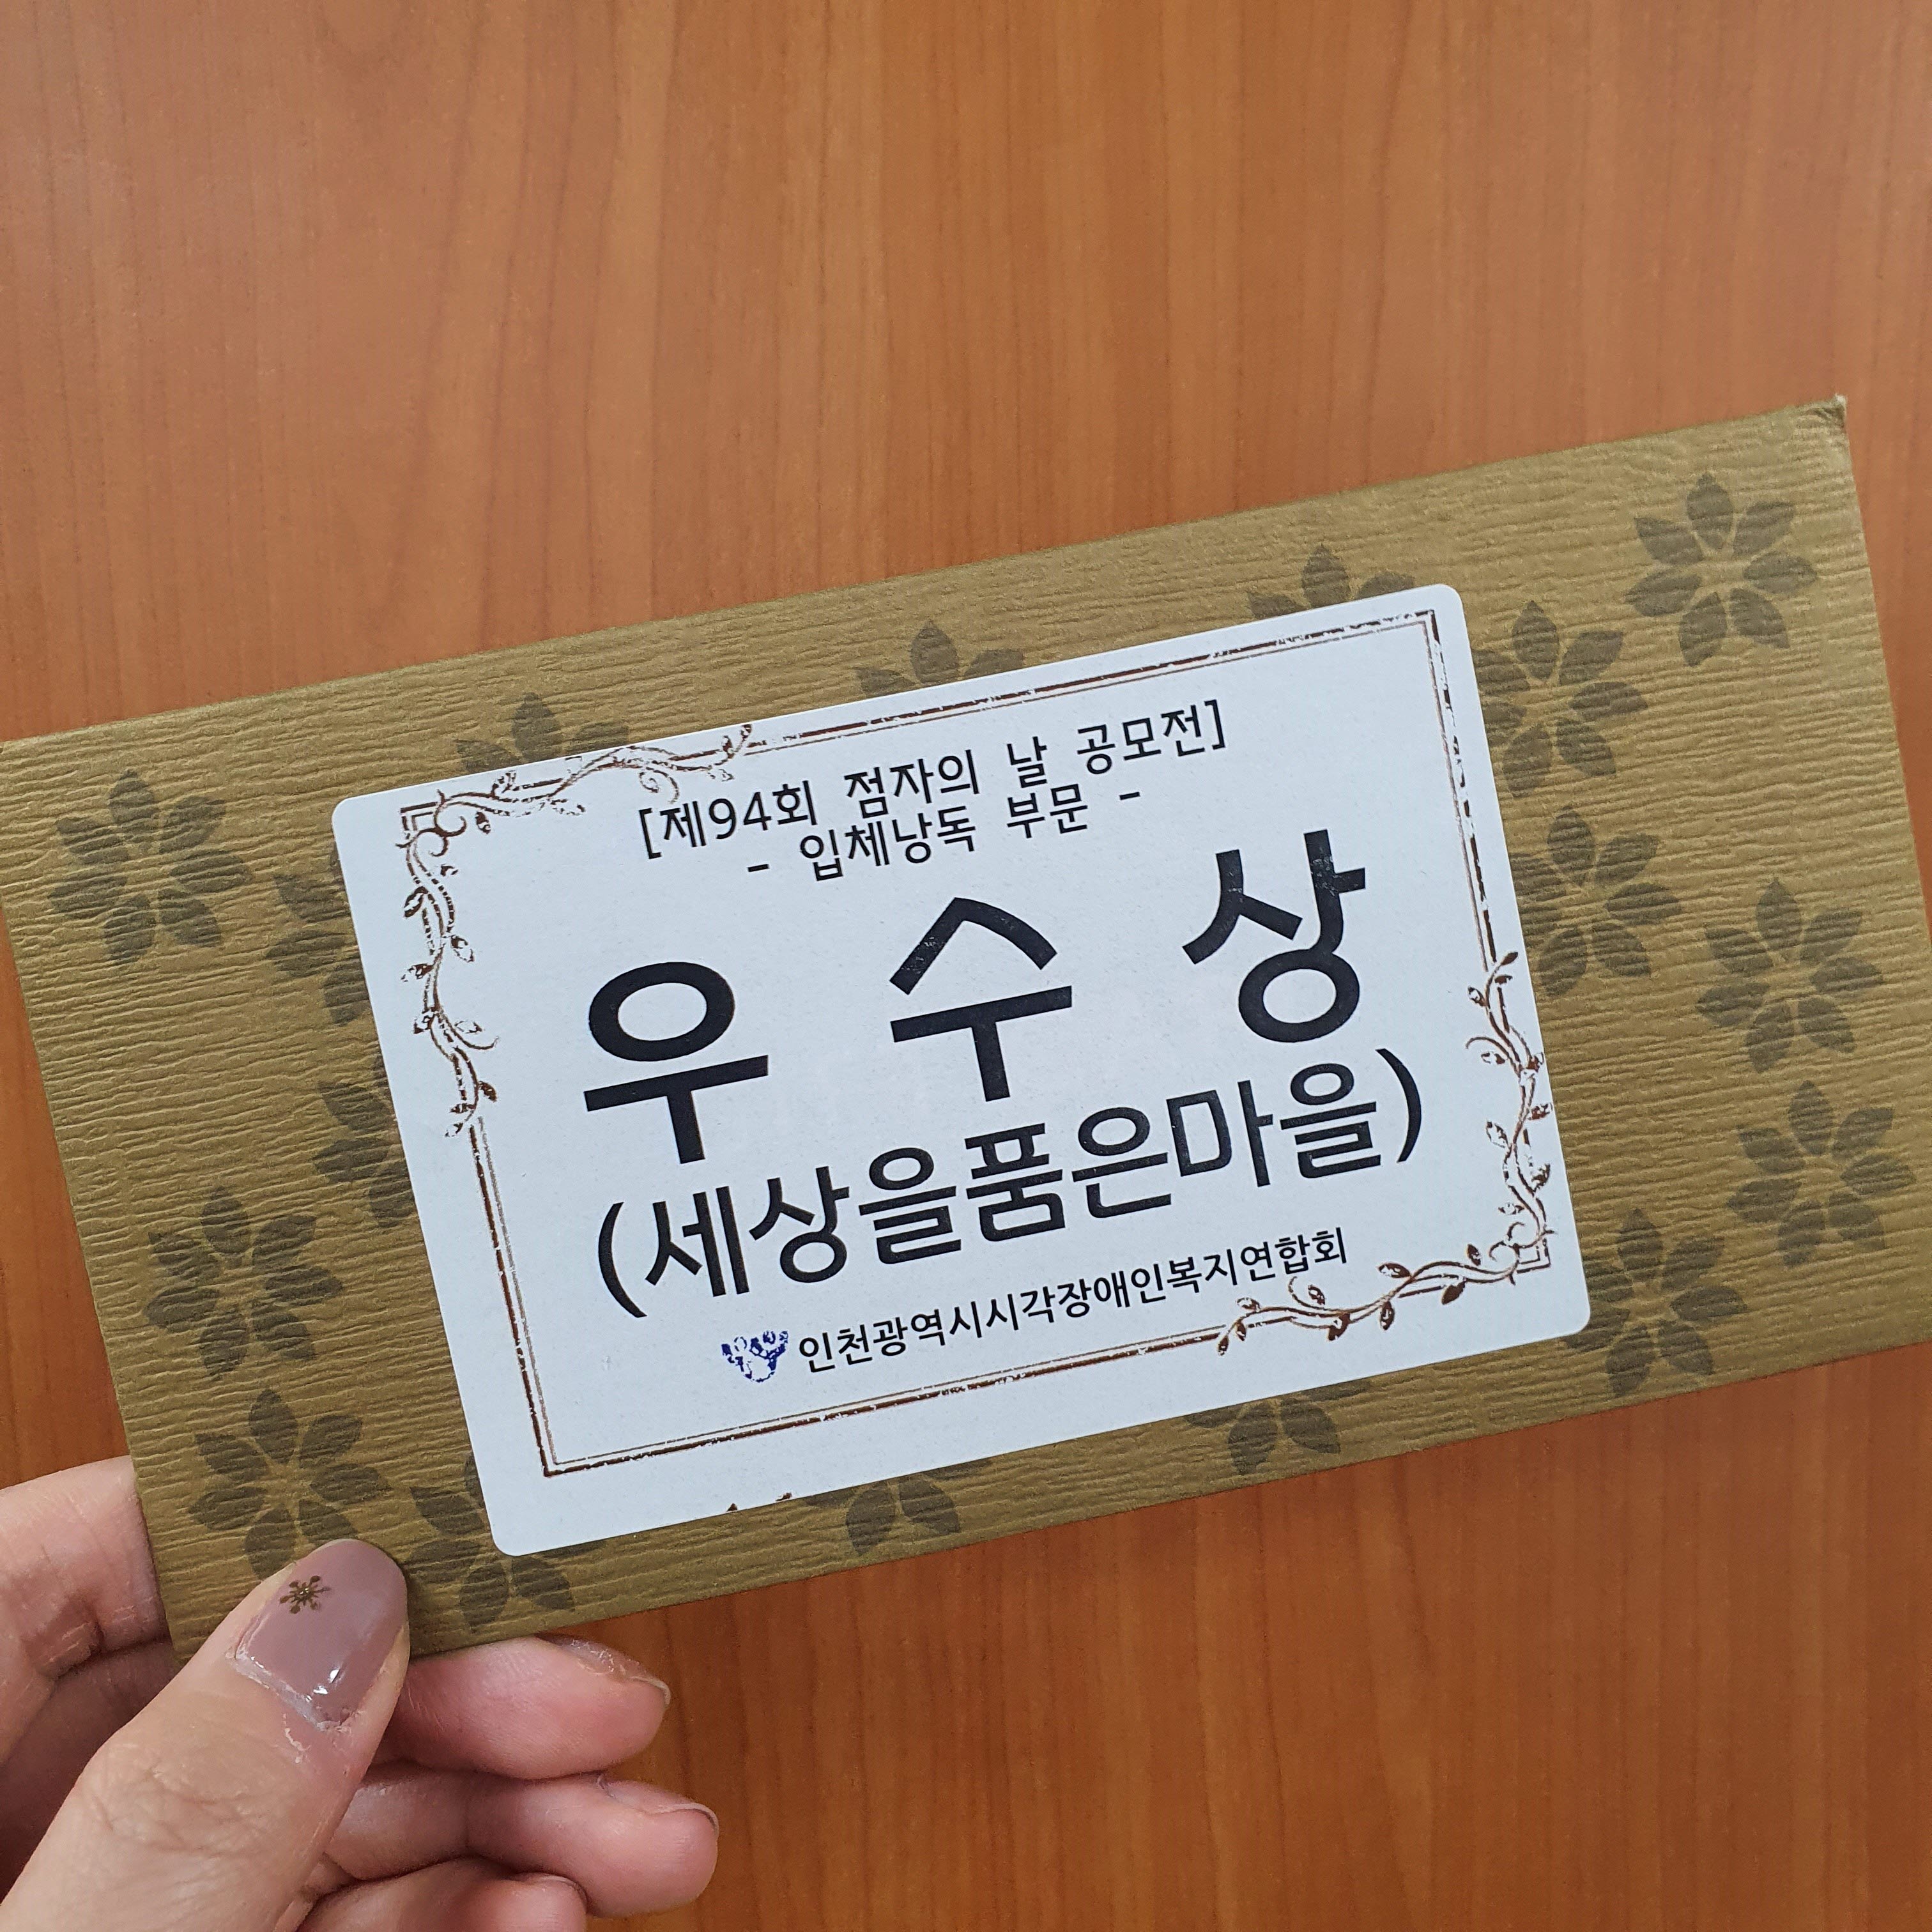 [제94회 점자의 날 공모전]
- 입체낭독 부문 -
우 수 상
(세상을품은마을)
인천광역시시각장애인복지연합회